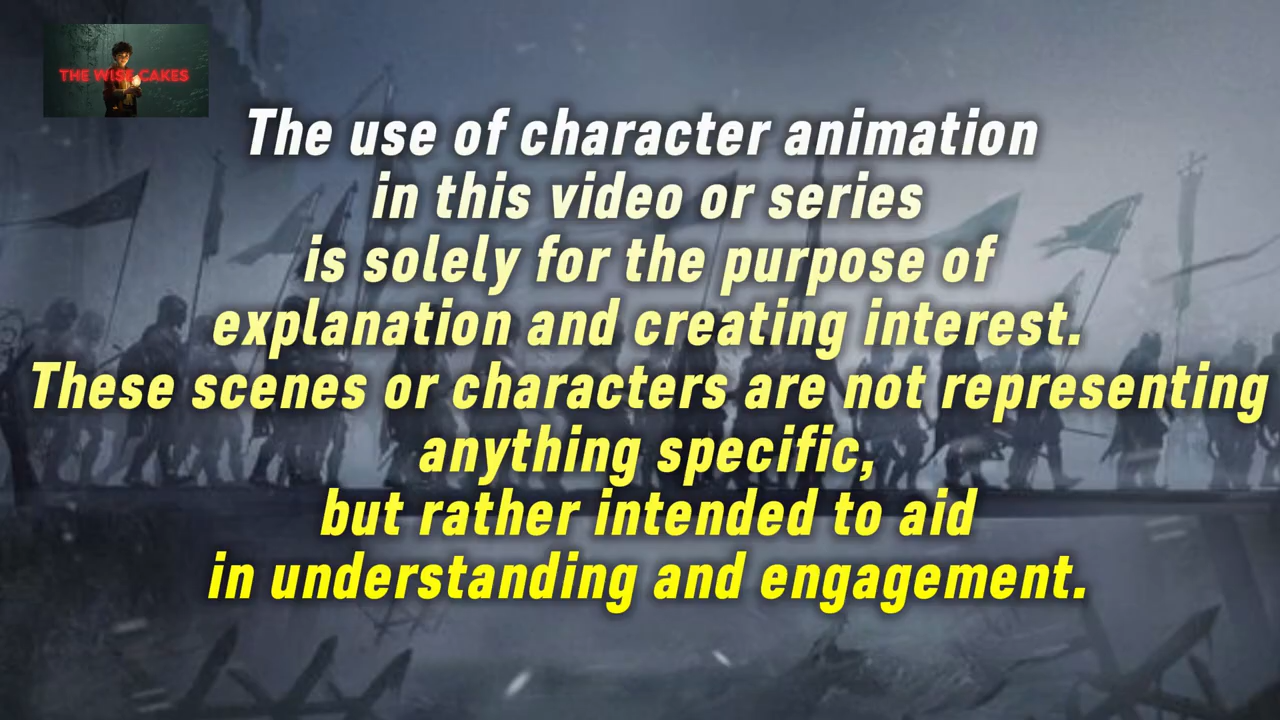 THE WISE CAKES
The use of character animation
in this video or series
is solely for the purpose of
explanation and creating interest.
These scenes or characters are not representing
anything specific,
but rather intended to aid
in understanding and engagement.